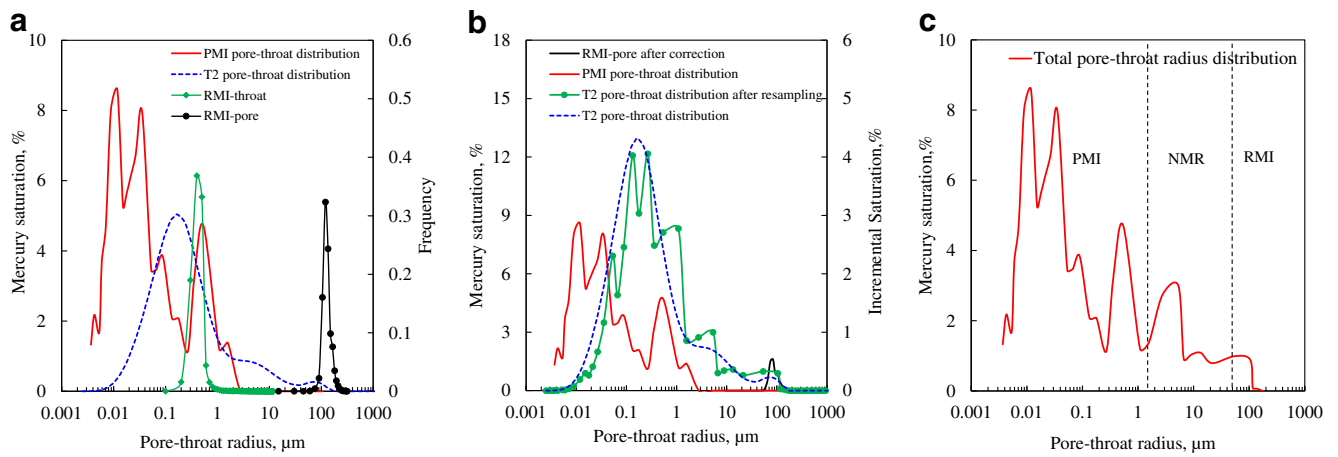 a
10
8
6
4
2
0
Mercury saturation, %
0.6
0.5
0.4
0.3
0.2
0.1
0
Frequency
PMI pore-throat distribution
T2 pore-throat distribution
RMI-throat
RMI-pore
0.001 0.01 0.1 1 10 100 1000
Pore-throat radius, µm
b
18
15
12
9
6
3
0
Mercury saturation, %
6
5
4
3
2
1
0
Incremental Saturation,%
RMI-pore after correction
PMI pore-throat distribution
T2 pore-throat distribution after resampling
T2 pore-throat distribution
0.001 0.01 0.1 1 10 100 1000
Pore-throat radius, µm
c
10
8
6
4
2
0
Mercury saturation,%
Total pore-throat radius distribution
PMI NMR RMI
0.001 0.01 0.1 1 10 100 1000
Pore-throat radius, µm